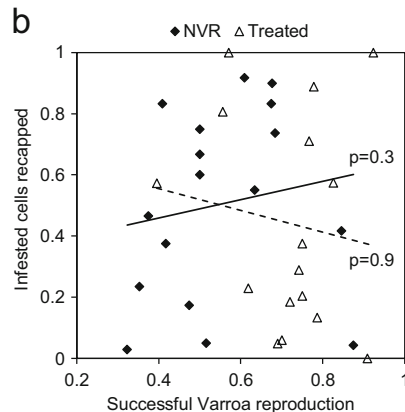 b
NVR Treated
1
0.8
0.6
0.4
0.2
0
p=0.3
p=0.9
0.2 0.4 0.6 0.8 1
Infested cells recapped
Successful Varroa reproduction